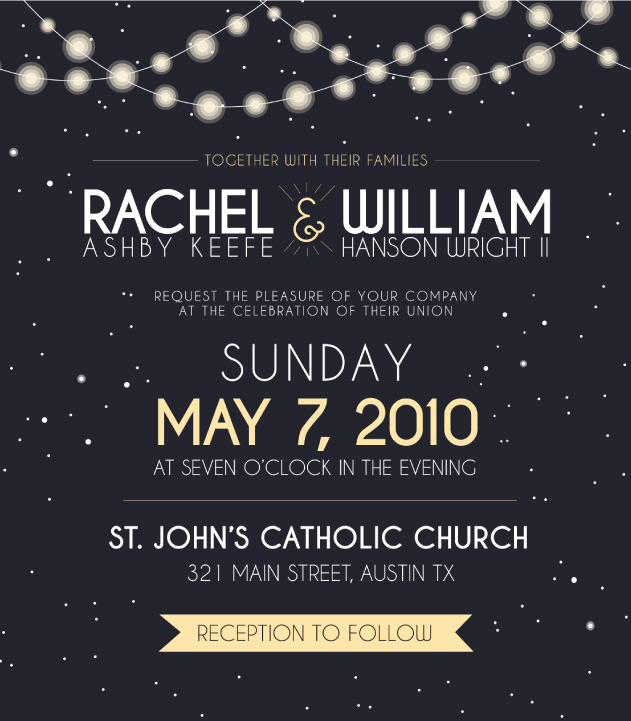 TOGETHER WITH THEIR FAMILIES
RACHEL & WILLIAM
ASHBY KEEFE HANSON WRIGHT II
REQUEST THE PLEASURE OF YOUR COMPANY
AT THE CELEBRATION OF THEIR UNION
SUNDAY
MAY 7, 2010
AT SEVEN O'CLOCK IN THE EVENING
ST. JOHN'S CATHOLIC CHURCH
321 MAIN STREET, AUSTIN TX
RECEPTION TO FOLLOW